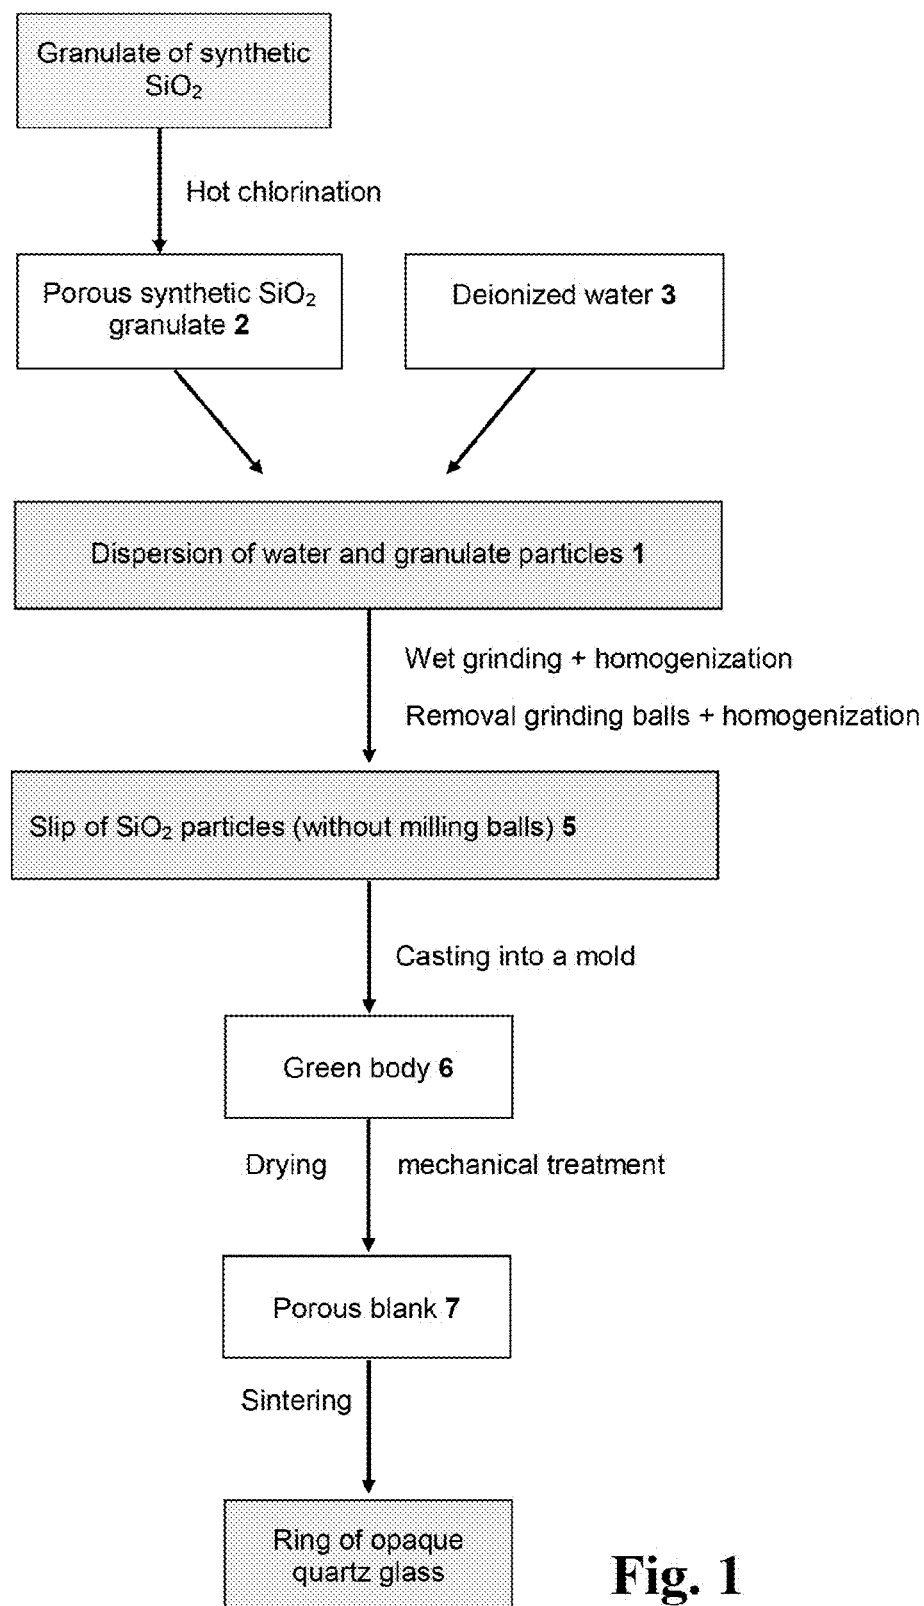 Granulate of synthetic
SiO₂
Hot chlorination
Porous synthetic SiO₂
granulate 2
Deionized water 3
Dispersion of water and granulate particles 1
Wet grinding + homogenization
Removal grinding balls + homogenization
Slip of SiO₂ particles (without milling balls) 5
Casting into a mold
Green body 6
Drying
mechanical treatment
Porous blank 7
Sintering
Ring of opaque
quartz glass
Fig. 1